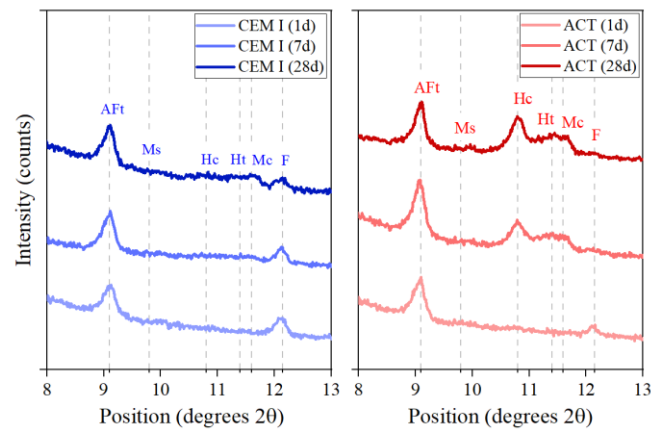 CEM I (1d)
CEM I (7d)
CEM I (28d)
AFt
Ms
Hc
Ht
Mc
F
Intensity (counts)
8
9
10
11
12
13
Position (degrees 2θ)
ACT (1d)
ACT (7d)
ACT (28d)
AFt
Ms
Hc
Ht
Mc
F
8
9
10
11
12
13
Position (degrees 2θ)